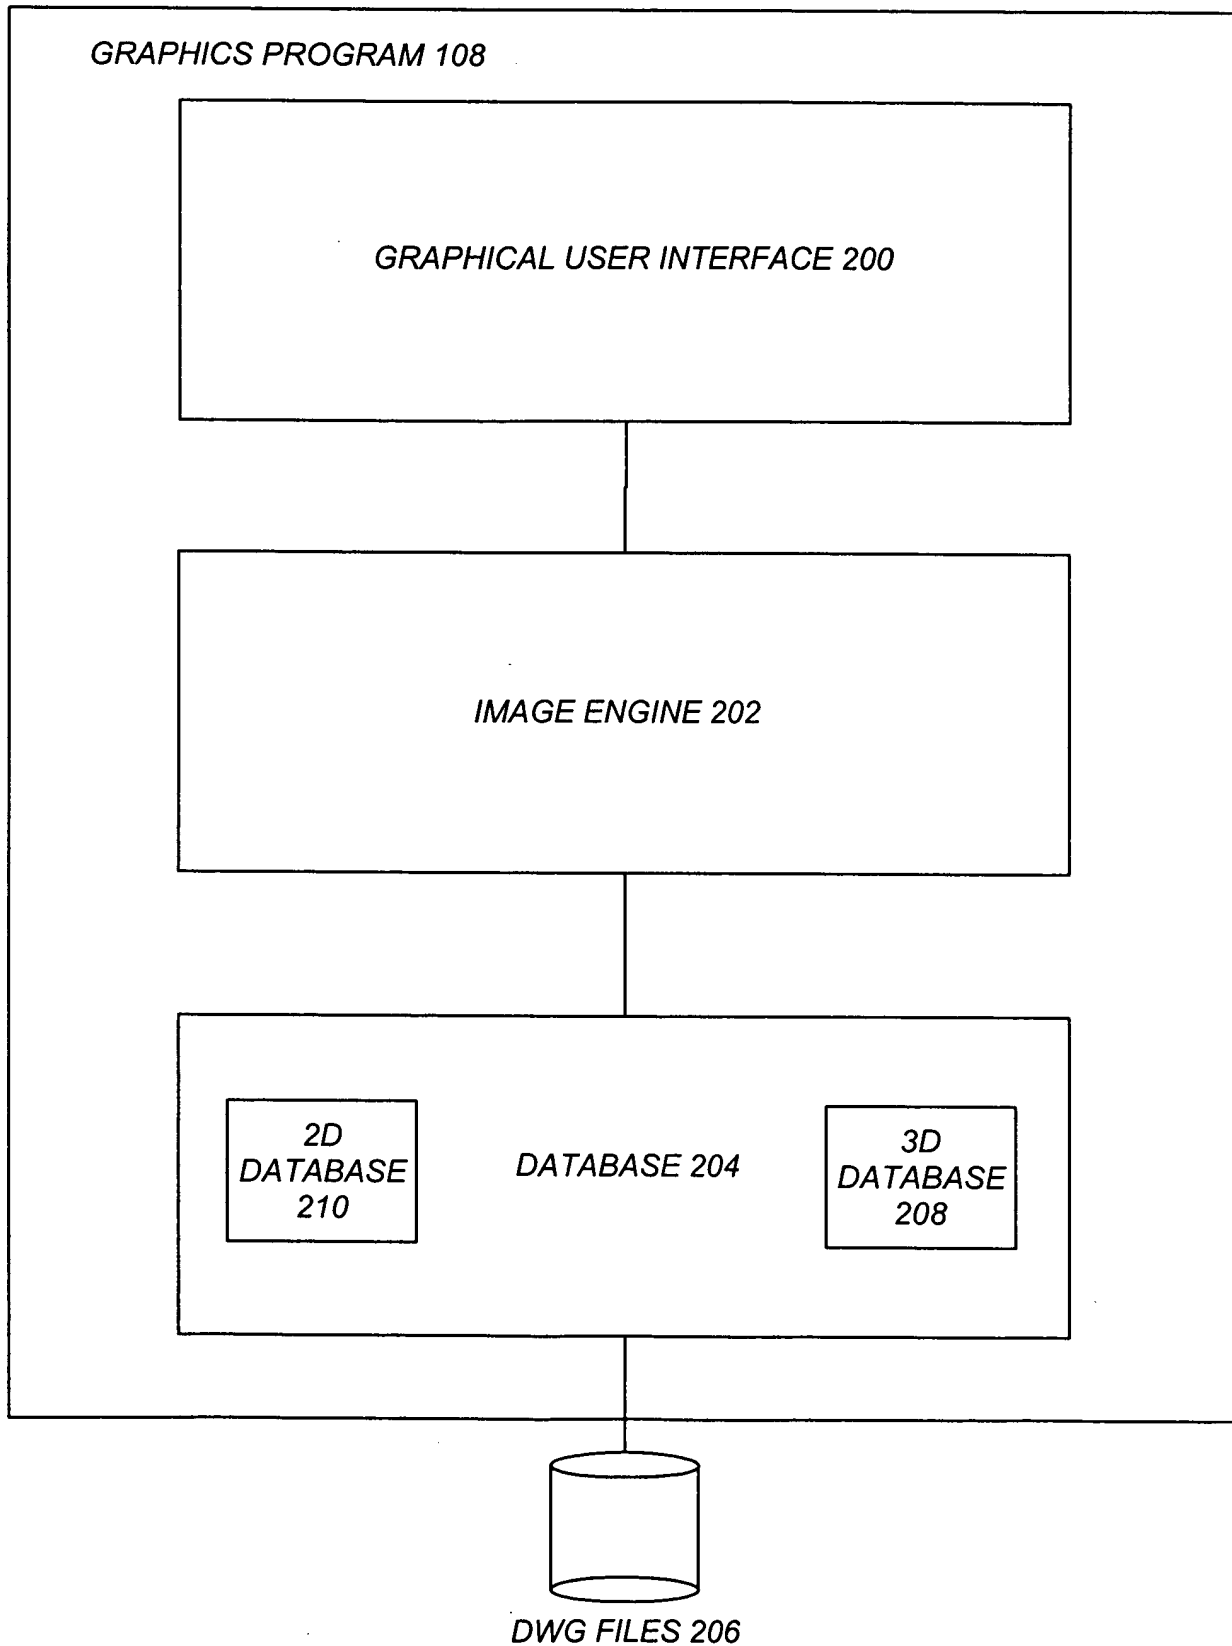 GRAPHICS PROGRAM 108
GRAPHICAL USER INTERFACE 200
IMAGE ENGINE 202
2D
DATABASE
210
DATABASE 204
3D
DATABASE
208
DWG FILES 206